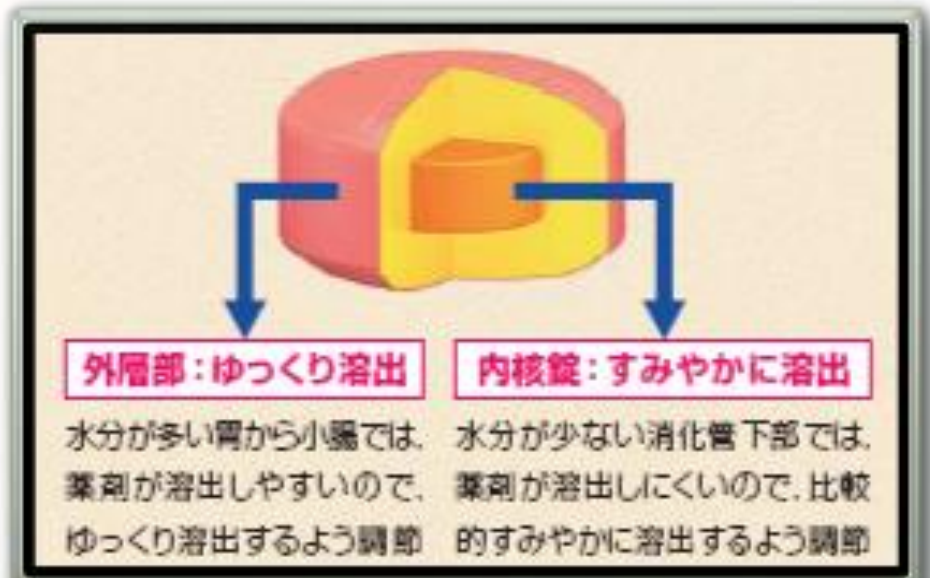 外層部：ゆっくり溶出
水分が多い胃から小腸では、
薬剤が溶出しやすいので、
ゆっくり溶出するよう調節
内核錠：すみやかに溶出
水分が少ない消化管下部では、
薬剤が溶出しにくいので、比較
的すみやかに溶出するよう調節